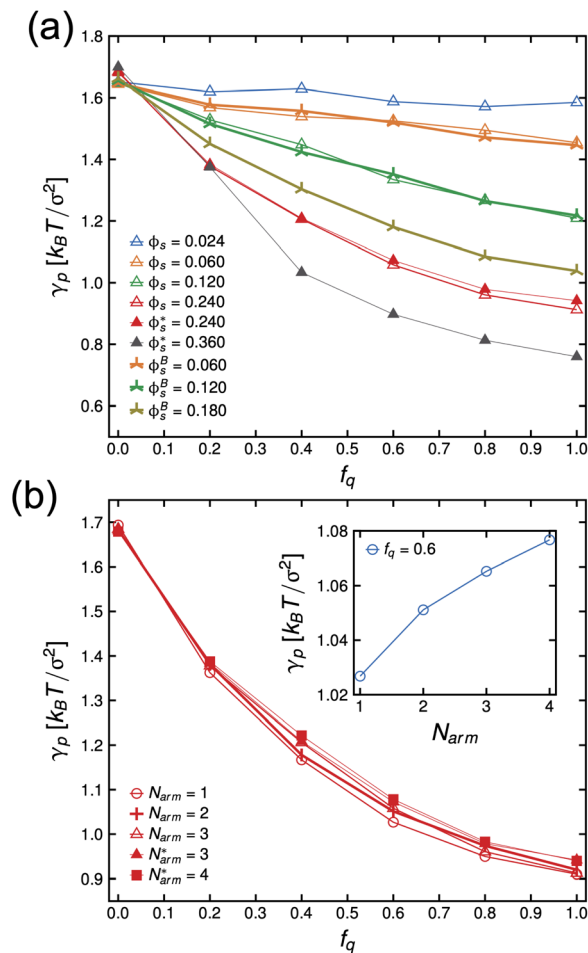 (a)
1.8
1.6
1.4
1.2
1.0
0.8
0.6
γp [kBT/σ²]
ϕs = 0.024
ϕs = 0.060
ϕs = 0.120
ϕs = 0.240
ϕs* = 0.240
ϕs* = 0.360
ϕsᴮ = 0.060
ϕsᴮ = 0.120
ϕsᴮ = 0.180
0.0 0.1 0.2 0.3 0.4 0.5 0.6 0.7 0.8 0.9 1.0
fq
(b)
1.7
1.6
1.5
1.4
1.3
1.2
1.1
1.0
0.9
γp [kBT/σ²]
fq = 0.6
1.08
1.06
1.04
1.02
γp [kBT/σ²]
1 2 3 4
Narm
Narm = 1
Narm = 2
Narm = 3
N*arm = 3
N*arm = 4
0.0 0.1 0.2 0.3 0.4 0.5 0.6 0.7 0.8 0.9 1.0
fq